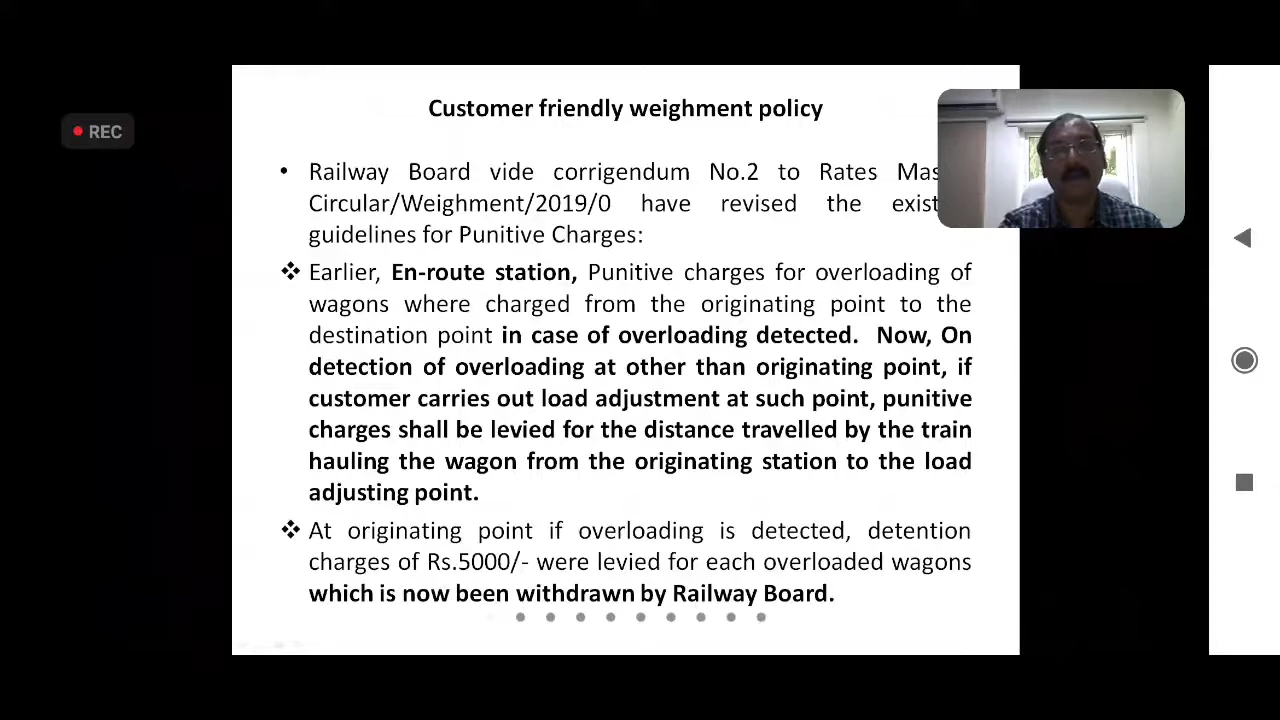 Customer friendly weighment policy
REC
• Railway Board vide corrigendum No.2 to Rates Mas
Circular/Weighment/2019/0 have revised the exist
guidelines for Punitive Charges:
❖ Earlier, En-route station, Punitive charges for overloading of
wagons where charged from the originating point to the
destination point in case of overloading detected. Now, On
detection of overloading at other than originating point, if
customer carries out load adjustment at such point, punitive
charges shall be levied for the distance travelled by the train
hauling the wagon from the originating station to the load
adjusting point.
❖ At originating point if overloading is detected, detention
charges of Rs.5000/- were levied for each overloaded wagons
which is now been withdrawn by Railway Board.